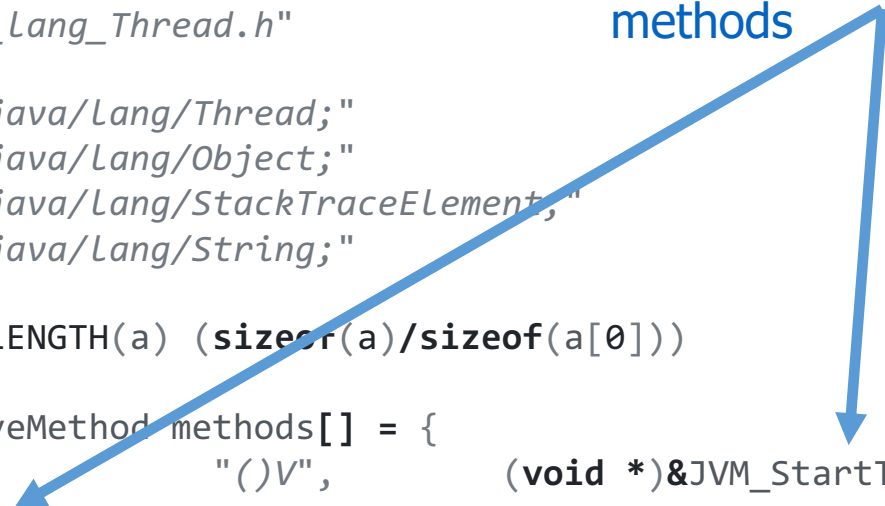 _lang_Thread.h"
methods
java/lang/Thread;"
java/lang/Object;"
java/lang/StackTraceElement;"
java/lang/String;"
LENGTH(a) (sizeof(a)/sizeof(a[0]))
veMethod methods[] = {
"()V", (void *)&JVM_StartT